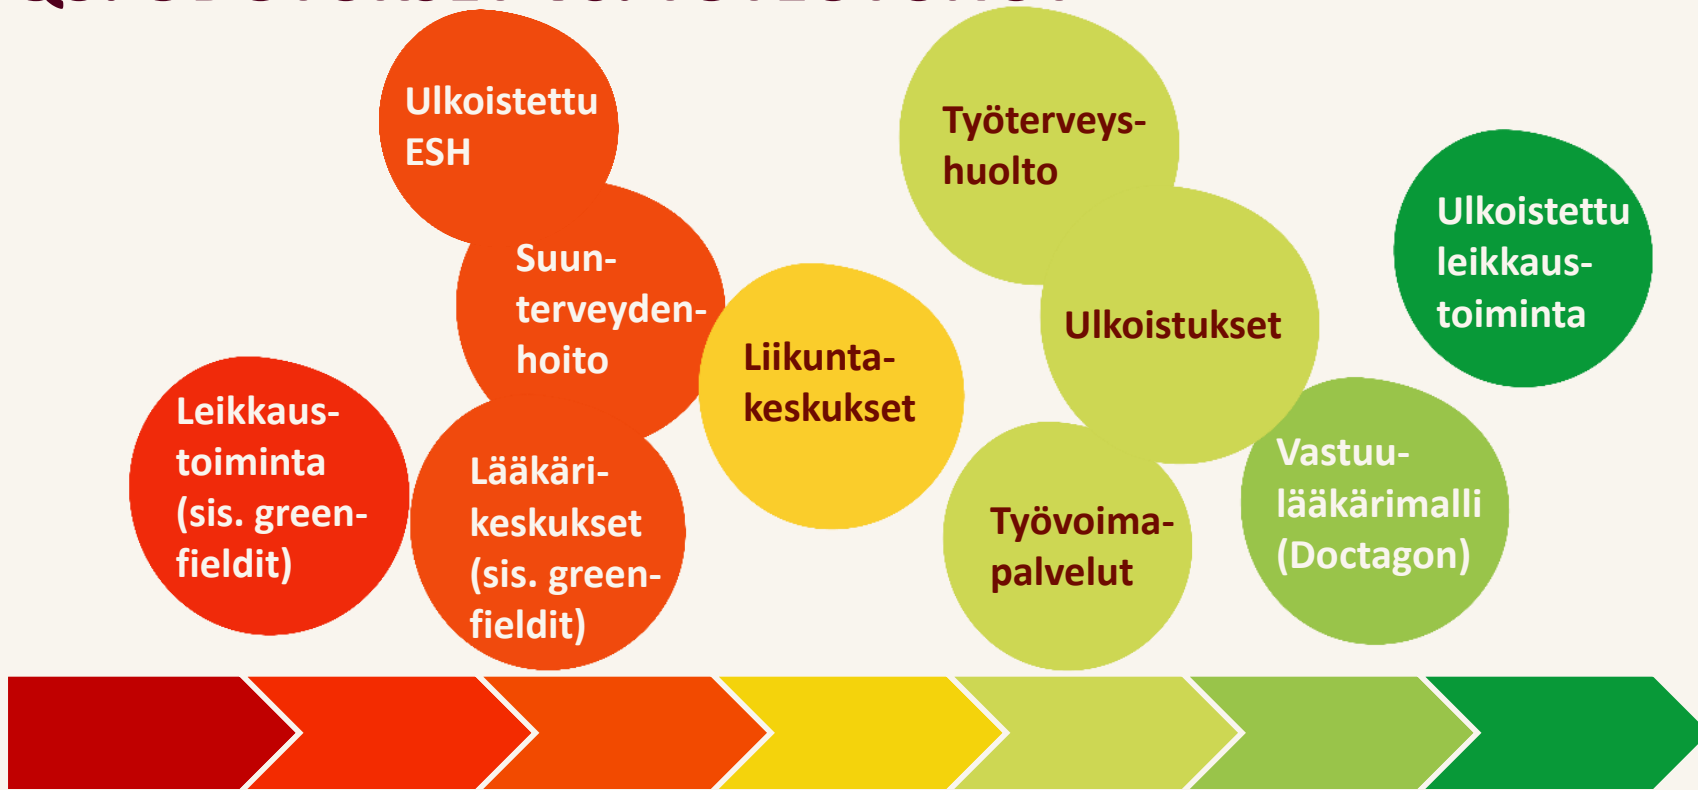 Ulkoistettu
ESH
Suun-
terveyden-
hoito
Leikkaus-
toiminta
(sis. green-
fieldit)
Lääkäri-
keskukset
(sis. green-
fieldit)
Liikunta-
keskukset
Työterveys-
huolto
Ulkoistukset
Työvoima-
palvelut
Vastuu-
lääkärimalli
(Doctagon)
Ulkoistettu
leikkaus-
toiminta